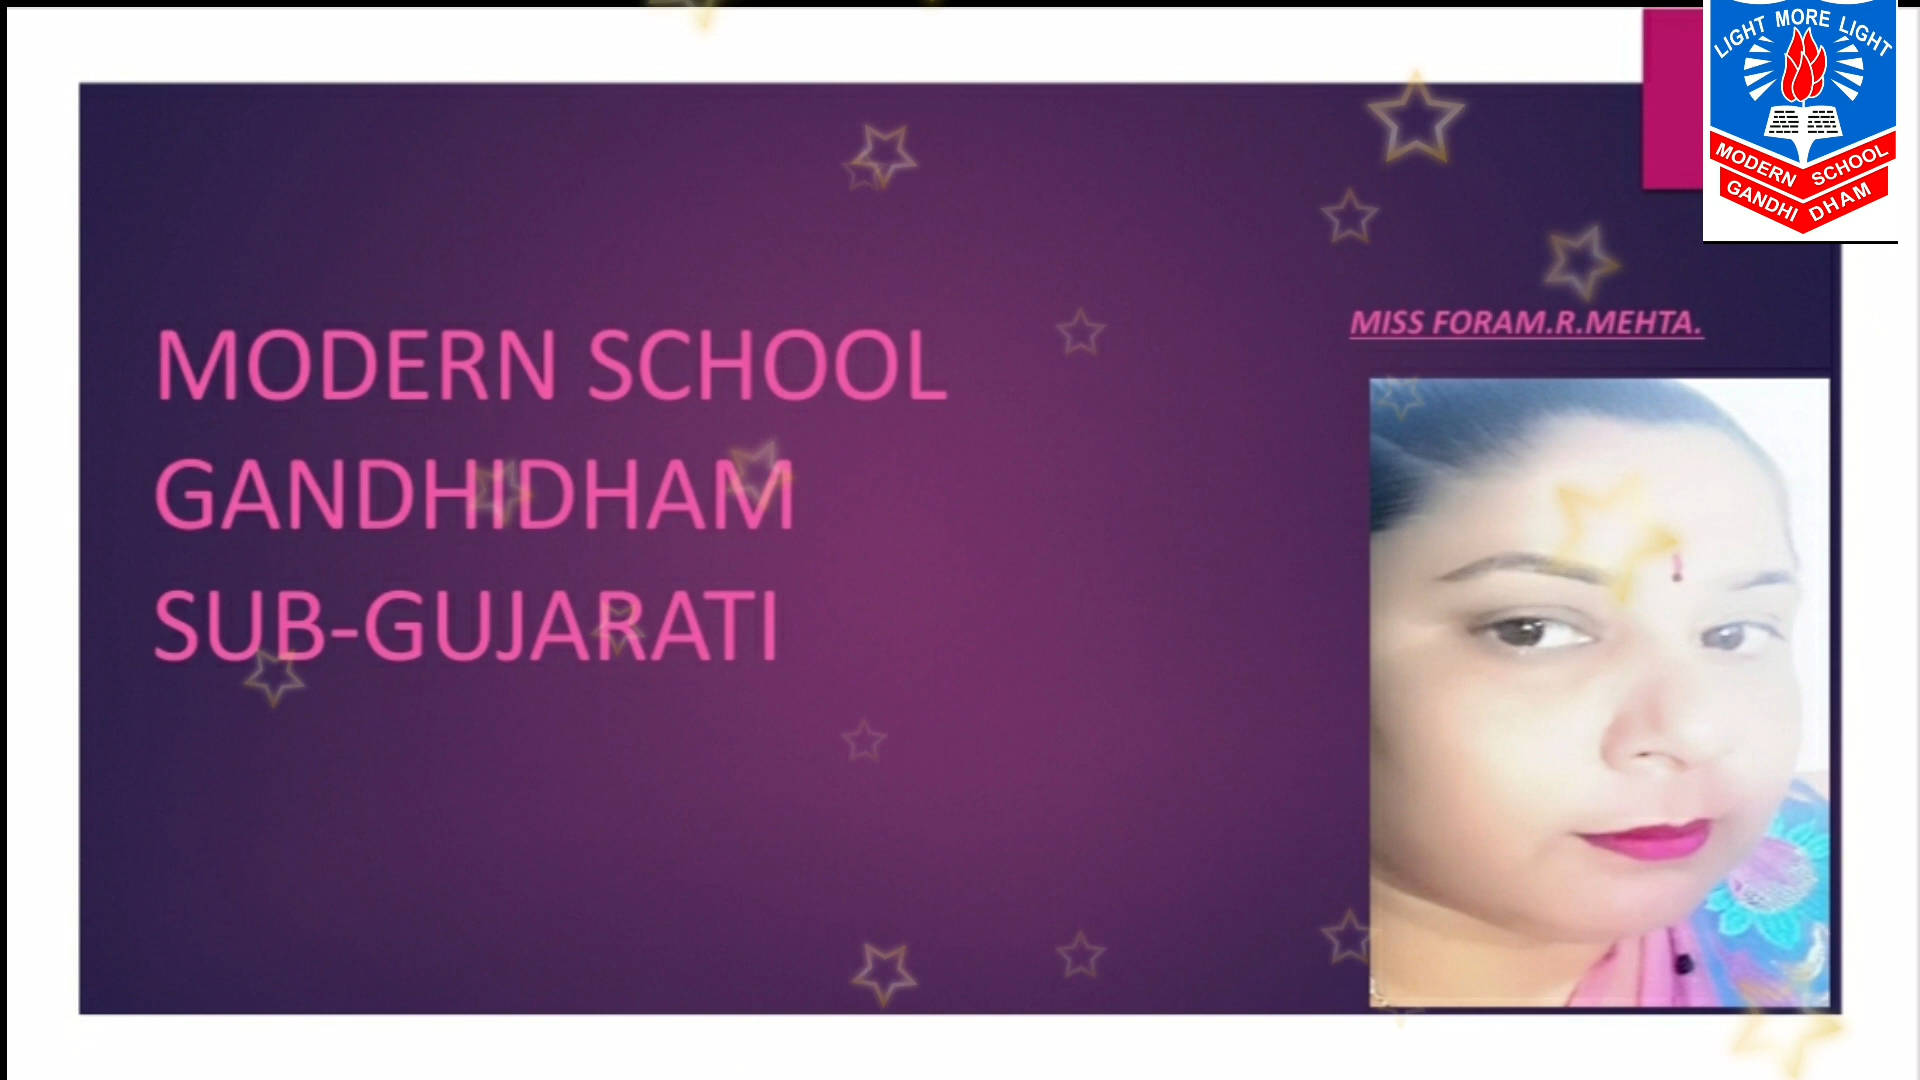 LIGHT MORE LIGHT
MODERN SCHOOL
GANDHI DHAM
MISS FORAM.R.MEHTA.
MODERN SCHOOL
GANDHIDHAM
SUB-GUJARATI